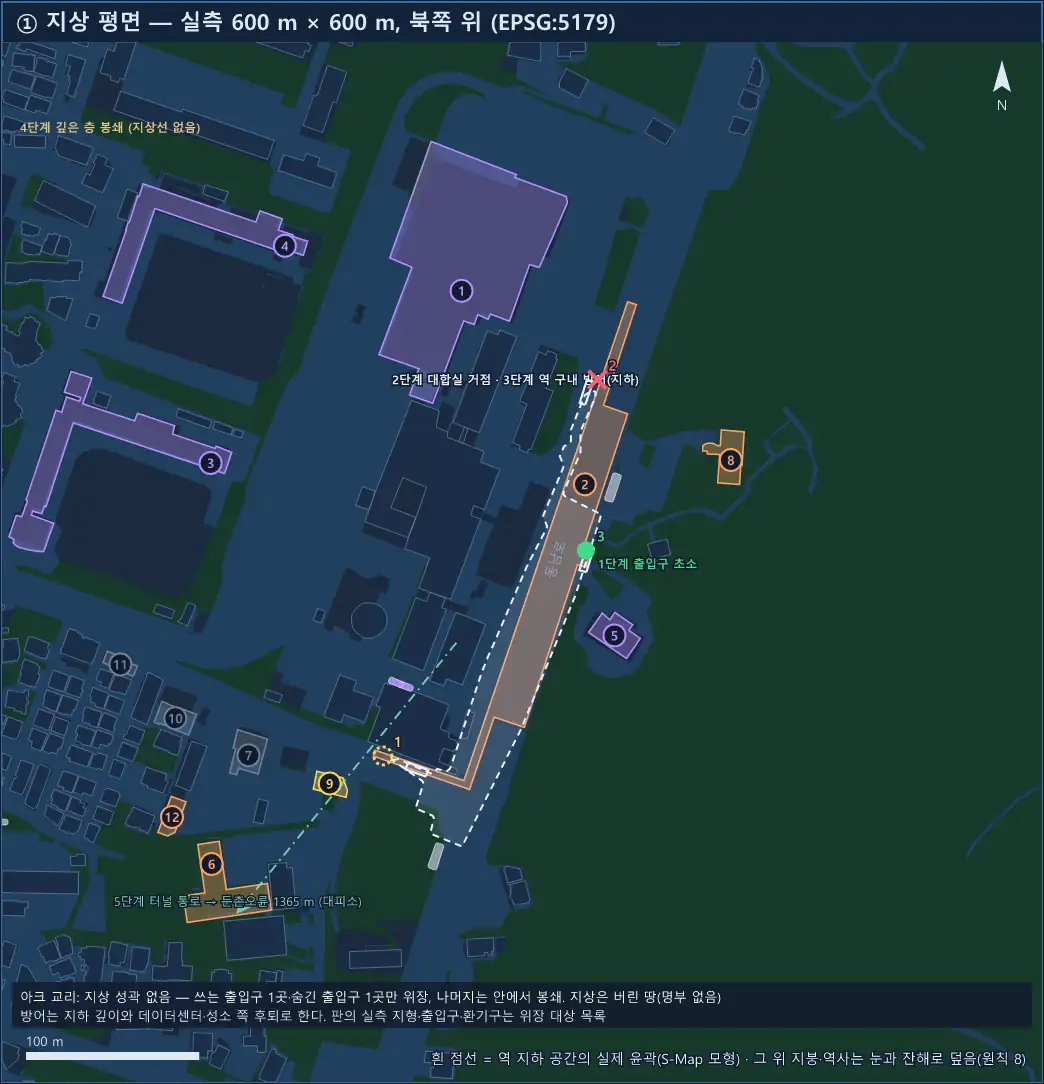 ① 지상 평면 — 실측 600 m × 600 m, 북쪽 위 (EPSG:5179)
N
4단계 깊은 층 봉쇄 (지상선 없음)
4
1
2
2단계 대합실 거점 · 3단계 역 구내 방어(지하)
8
3
2
3
1단계 출입구 초소
5
11
10
1
7
9
12
6
5단계 터널 통로 → 둔촌오륜 1365 m (대피소)
아크 교리: 지상 성곽 없음 — 쓰는 출입구 1곳·숨긴 출입구 1곳만 위장, 나머지는 안에서 봉쇄. 지상은 버린 땅(명부 없음)
방어는 지하 깊이와 데이터센터·성소 쪽 후퇴로 한다. 판의 실측 지형·출입구·환기구는 위장 대상 목록
100 m
흰 점선 = 역 지하 공간의 실제 윤곽(S-Map 모형) · 그 위 지붕·역사는 눈과 잔해로 덮음(원칙 8)